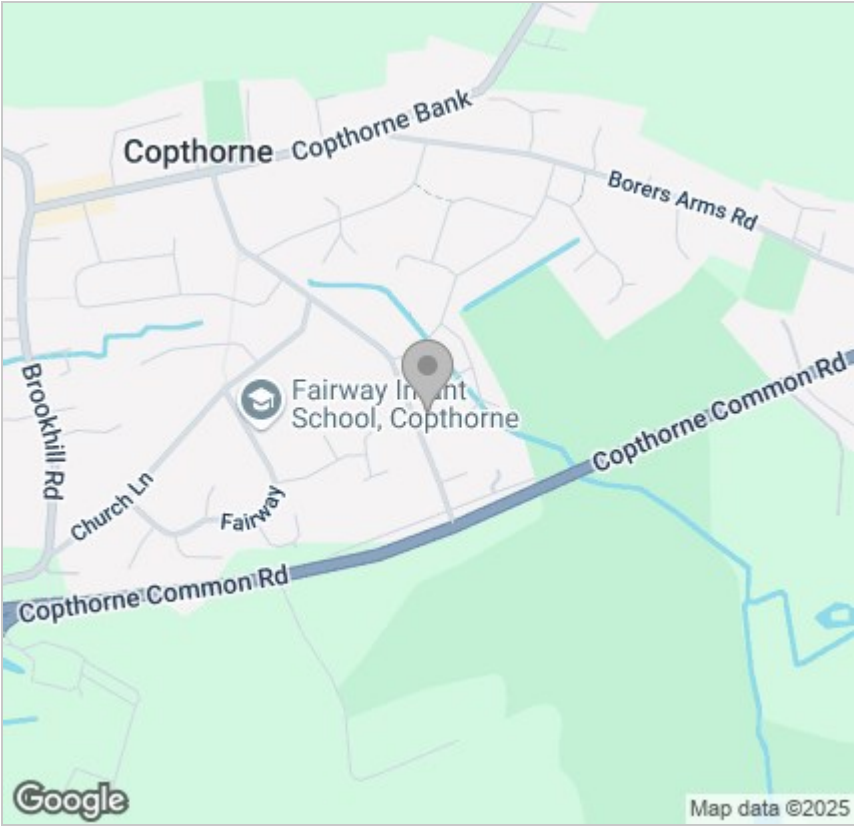 Copthorne
Copthorne Bank
Borers Arms Rd
Brookhill Rd
Fairway Infant
School, Copthorne
Copthorne Common Rd
Church Ln
Fairway
Copthorne Common Rd
Google
Map data ©2025